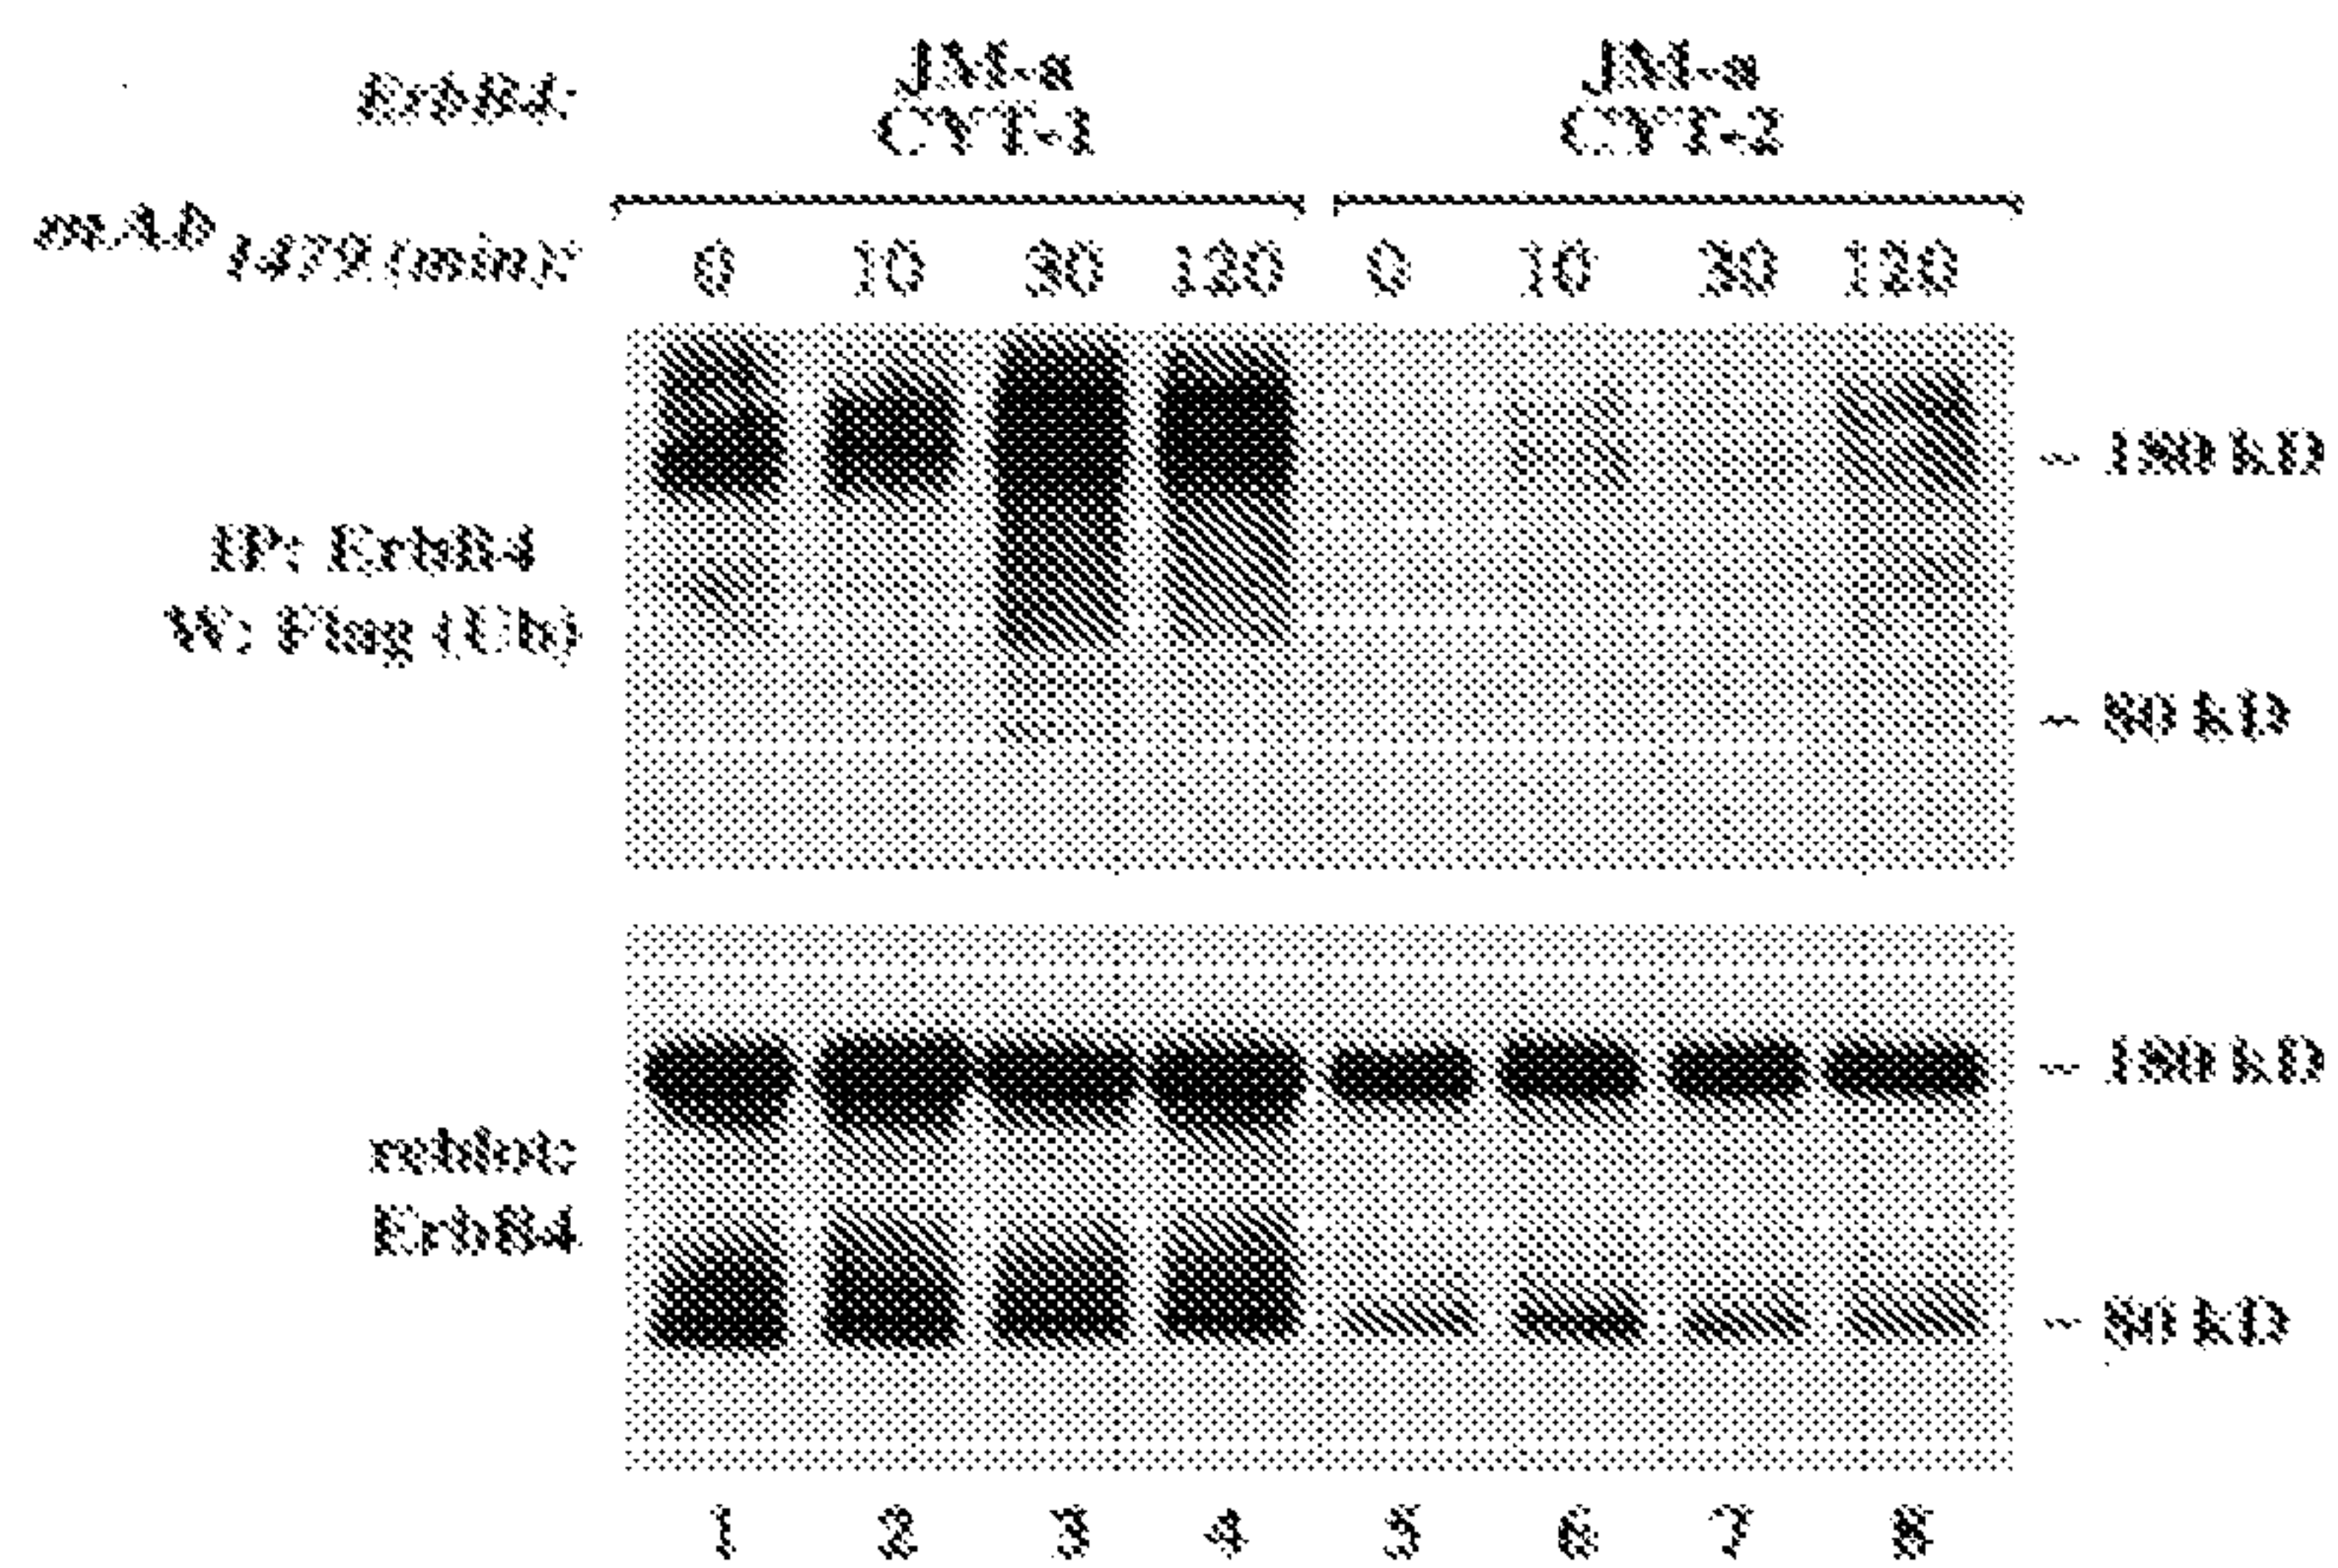 ErbB4:
JM-a
CYT-1
JM-a
CYT-2
mAb 1479 (min):
0 10 30 120 0 10 30 120
IP: ErbB4
W: Flag (Ub)
- 180 kD
- 80 kD
reblot:
ErbB4
- 180 kD
- 80 kD
1 2 3 4 5 6 7 8